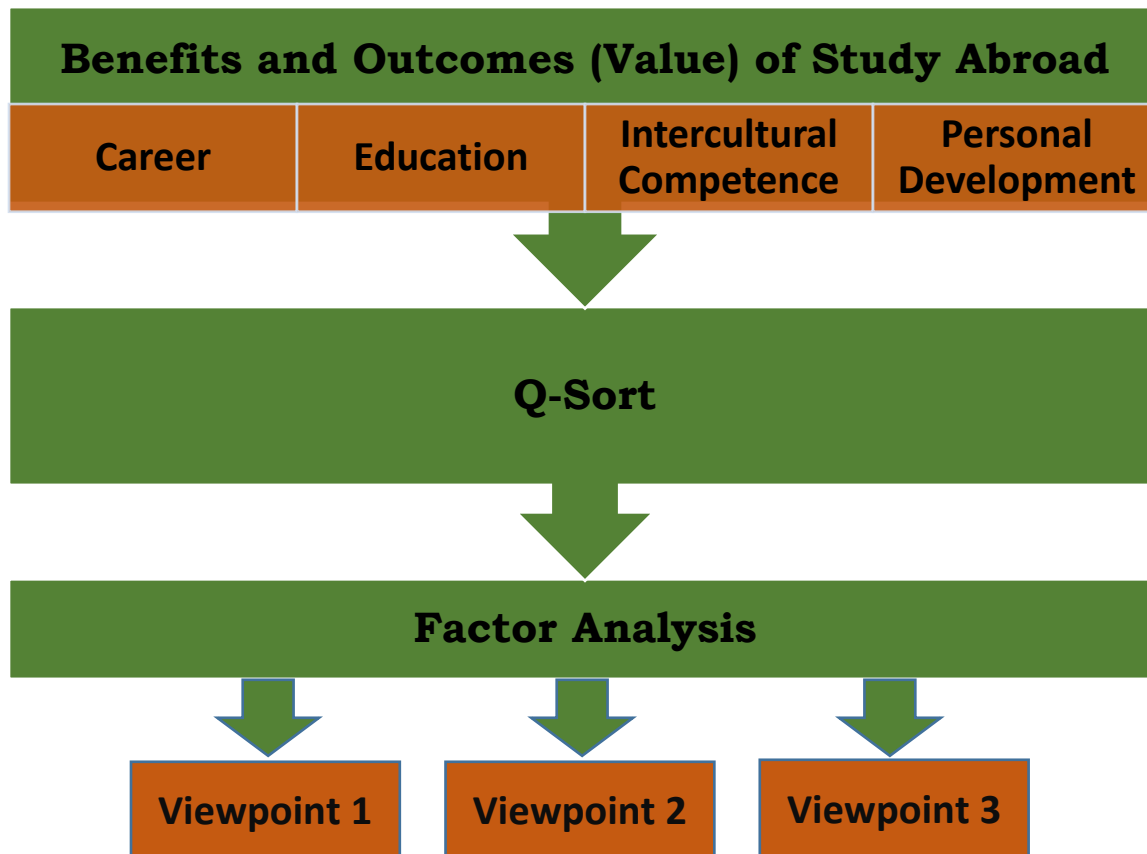 Benefits and Outcomes (Value) of Study Abroad
Career
Education
Intercultural
Competence
Personal
Development
Q-Sort
Factor Analysis
Viewpoint 1
Viewpoint 2
Viewpoint 3